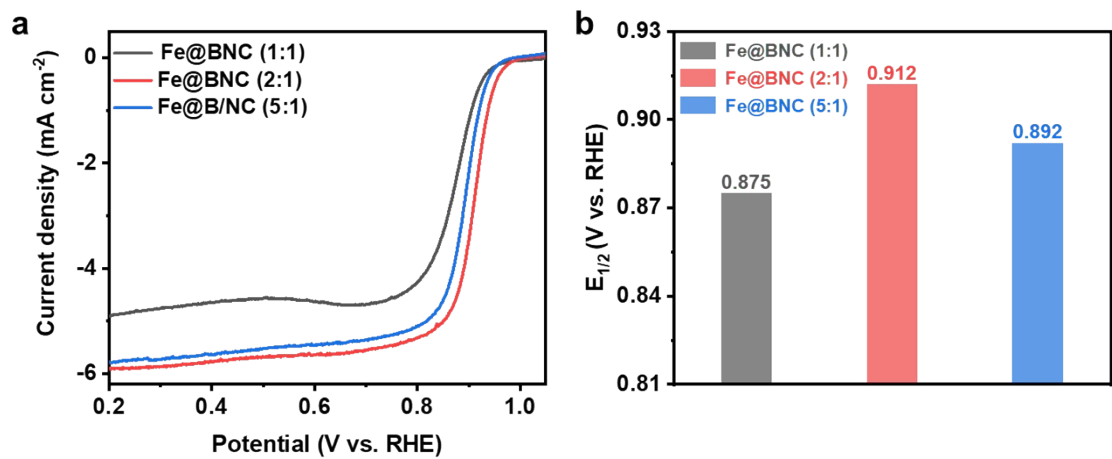 a
Fe@BNC (1:1)
Fe@BNC (2:1)
Fe@B/NC (5:1)
Current density (mA cm-2)
0
-2
-4
-6
0.2 0.4 0.6 0.8 1.0
Potential (V vs. RHE)
b
Fe@BNC (1:1)
Fe@BNC (2:1)
Fe@BNC (5:1)
E1/2 (V vs. RHE)
0.93
0.90
0.87
0.84
0.81
0.875
0.912
0.892